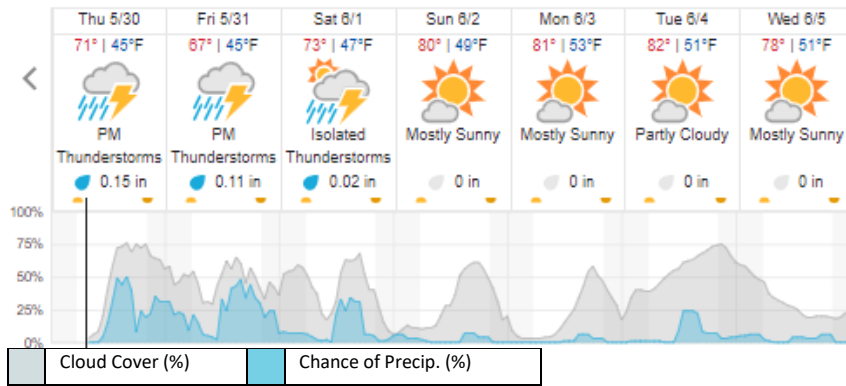 Thu 5/30 Fri 5/31 Sat 6/1 Sun 6/2 Mon 6/3 Tue 6/4 Wed 6/5
71° | 45°F 67° | 45°F 73° | 47°F 80° | 49°F 81° | 53°F 82° | 51°F 78° | 51°F
PM PM Isolated Mostly Sunny Mostly Sunny Partly Cloudy Mostly Sunny
Thunderstorms Thunderstorms Thunderstorms
0.15 in 0.11 in 0.02 in 0 in 0 in 0 in 0 in
100%
75%
50%
25%
0%
Cloud Cover (%) Chance of Precip. (%)